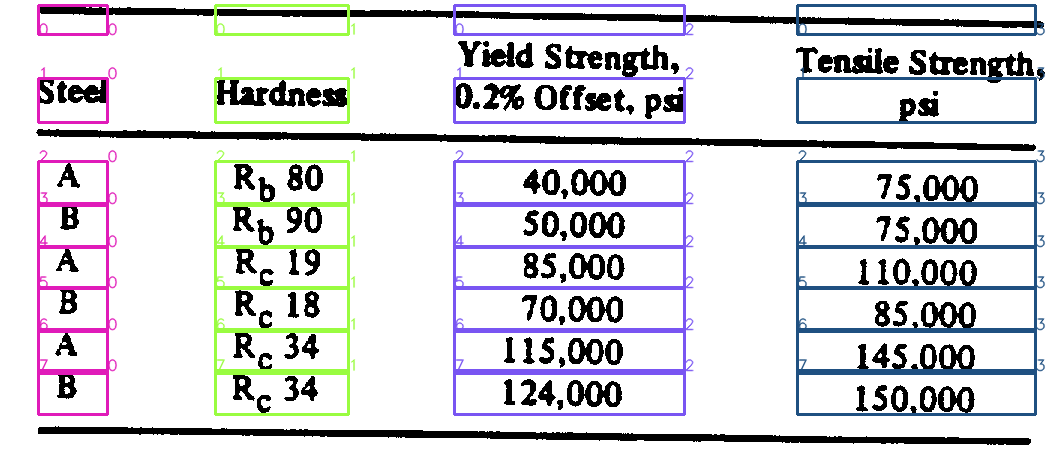 Yield Strength, Tensile Strength,
Steel Hardness 0.2% Offset, psi psi
A R_b 80 40,000 75,000
B R_b 90 50,000 75,000
A R_c 19 85,000 110,000
B R_c 18 70,000 85,000
A R_c 34 115,000 145,000
B R_c 34 124,000 150,000